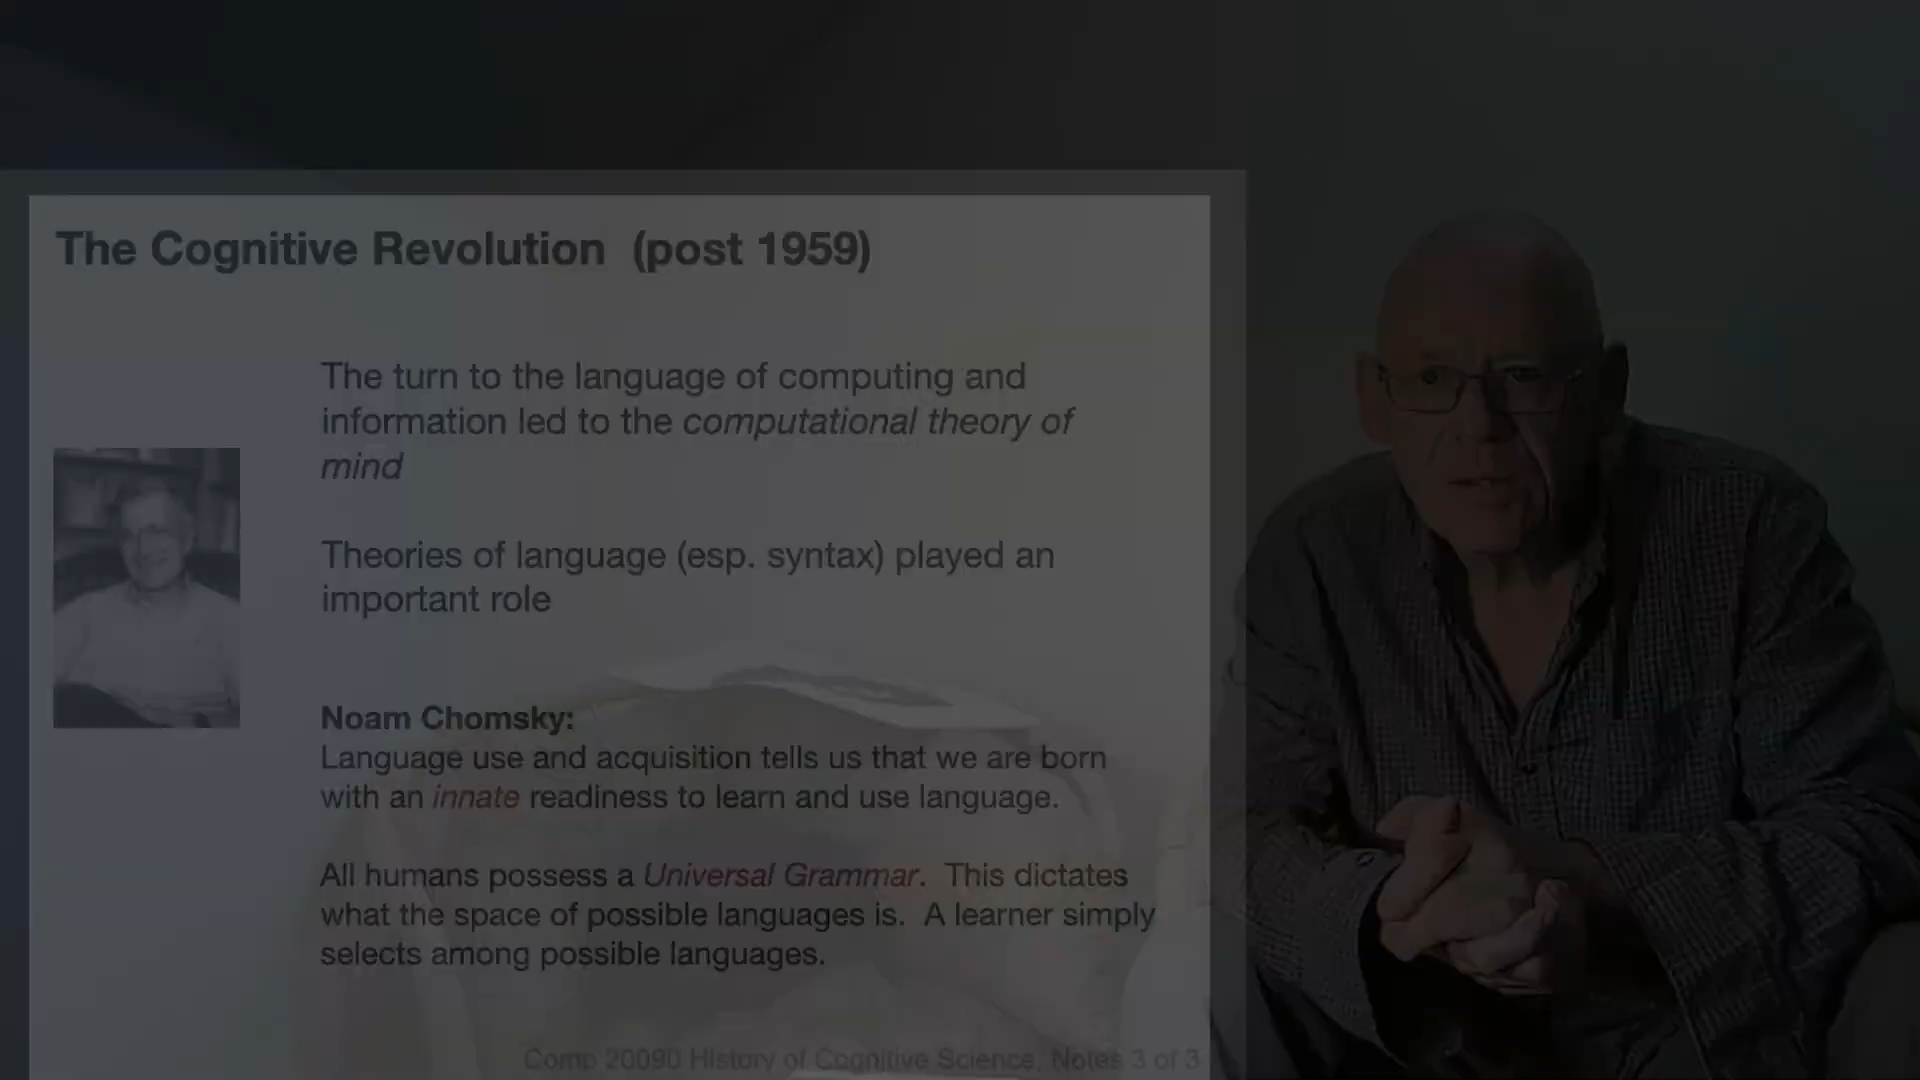 The Cognitive Revolution (post 1959)
The turn to the language of computing and
information led to the computational theory of
mind
Theories of language (esp. syntax) played an
important role
Noam Chomsky:
Language use and acquisition tells us that we are born
with an innate readiness to learn and use language.
All humans possess a Universal Grammar. This dictates
what the space of possible languages is. A learner simply
selects among possible languages.
Comp 20090 History of Cognitive Science, Notes 3 of 3